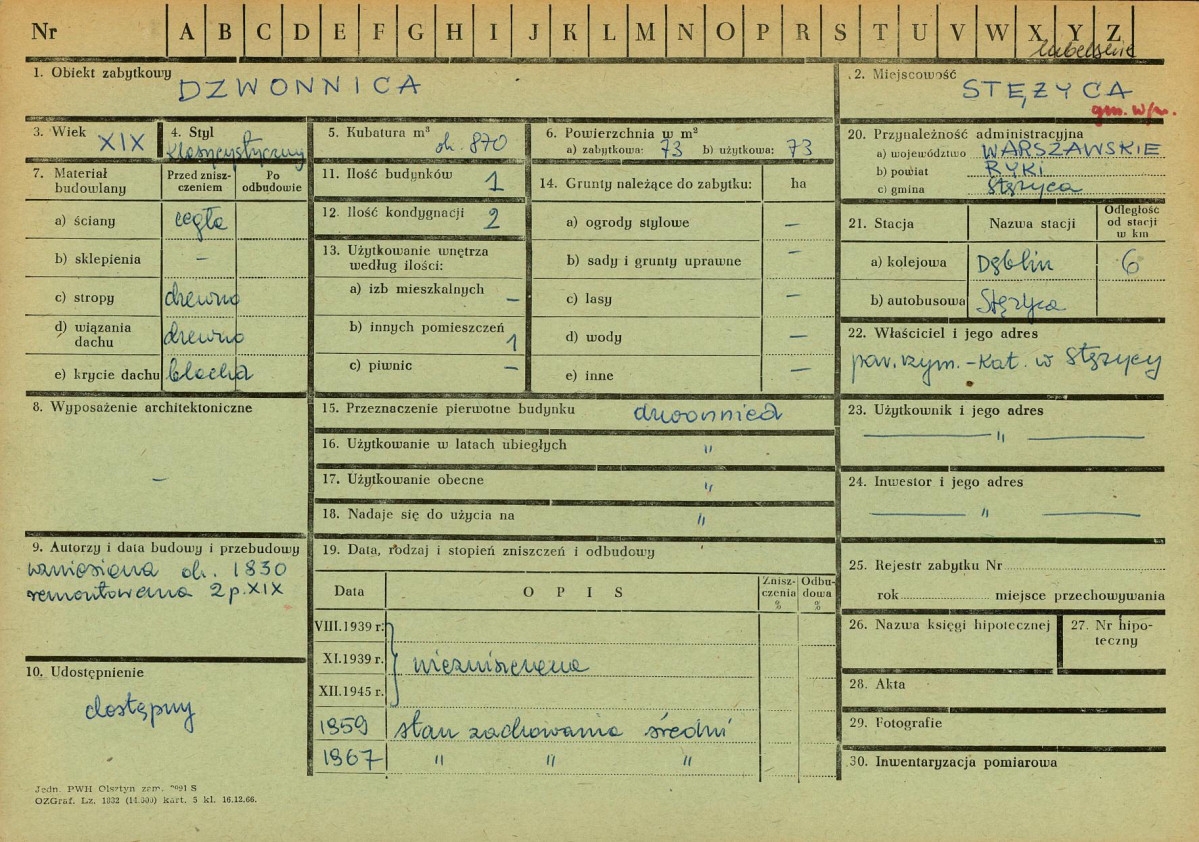 Nr A B C D E F G H I J K L M N O P R S T U V W X Y Z
lubelskie
1. Obiekt zabytkowy DZWONNICA
2. Miejscowość STĘŻYCA
gm. w/m.
3. Wiek XIX
4. Styl klasycystyczny
5. Kubatura m³ ok. 870
6. Powierzchnia w m²
a) zabytkowa: 73 b) użytkowa: 73
7. Materiał budowlany
Przed zniszczeniem
Po odbudowie
a) ściany cegła
b) sklepienia –
c) stropy drewno
d) wiązania dachu drewno
e) krycie dachu blacha
8. Wyposażenie architektoniczne
–
9. Autorzy i data budowy i przebudowy
wzniesiona ok. 1830
remontowana 2 p. XIX
10. Udostępnienie
dostępny
11. Ilość budynków 1
12. Ilość kondygnacji 2
13. Użytkowanie wnętrza
według ilości:
a) izb mieszkalnych –
b) innych pomieszczeń 1
c) piwnic –
14. Grunty należące do zabytku: ha
a) ogrody stylowe –
b) sady i grunty uprawne –
c) lasy –
d) wody –
e) inne –
15. Przeznaczenie pierwotne budynku dzwonnica
16. Użytkowanie w latach ubiegłych "
17. Użytkowanie obecne "
18. Nadaje się do użycia na "
19. Data, rodzaj i stopień zniszczeń i odbudowy
Data OPIS Zniszczenia % Odbudowa %
VIII.1939 r.
XI.1939 r. niezniszczona
XII.1945 r.
1959 stan zachowania średni
1967 " " "
20. Przynależność administracyjna
a) województwo WARSZAWSKIE
b) powiat RYKI
c) gmina Stężyca
21. Stacja Nazwa stacji Odległość od stacji w km
a) kolejowa Dęblin 6
b) autobusowa Stężyca
22. Właściciel i jego adres
par. rzym.-kat. w Stężycy
23. Użytkownik i jego adres
— " —
24. Inwestor i jego adres
— " —
25. Rejestr zabytku Nr
rok miejsce przechowywania
26. Nazwa księgi hipotecznej
27. Nr hipoteczny
28. Akta
29. Fotografie
30. Inwentaryzacja pomiarowa
Jedn. PWH Olsztyn zam. S
OZGraf. Lz. 1832 (14.000) kart. 5 kl. 16.12.66.